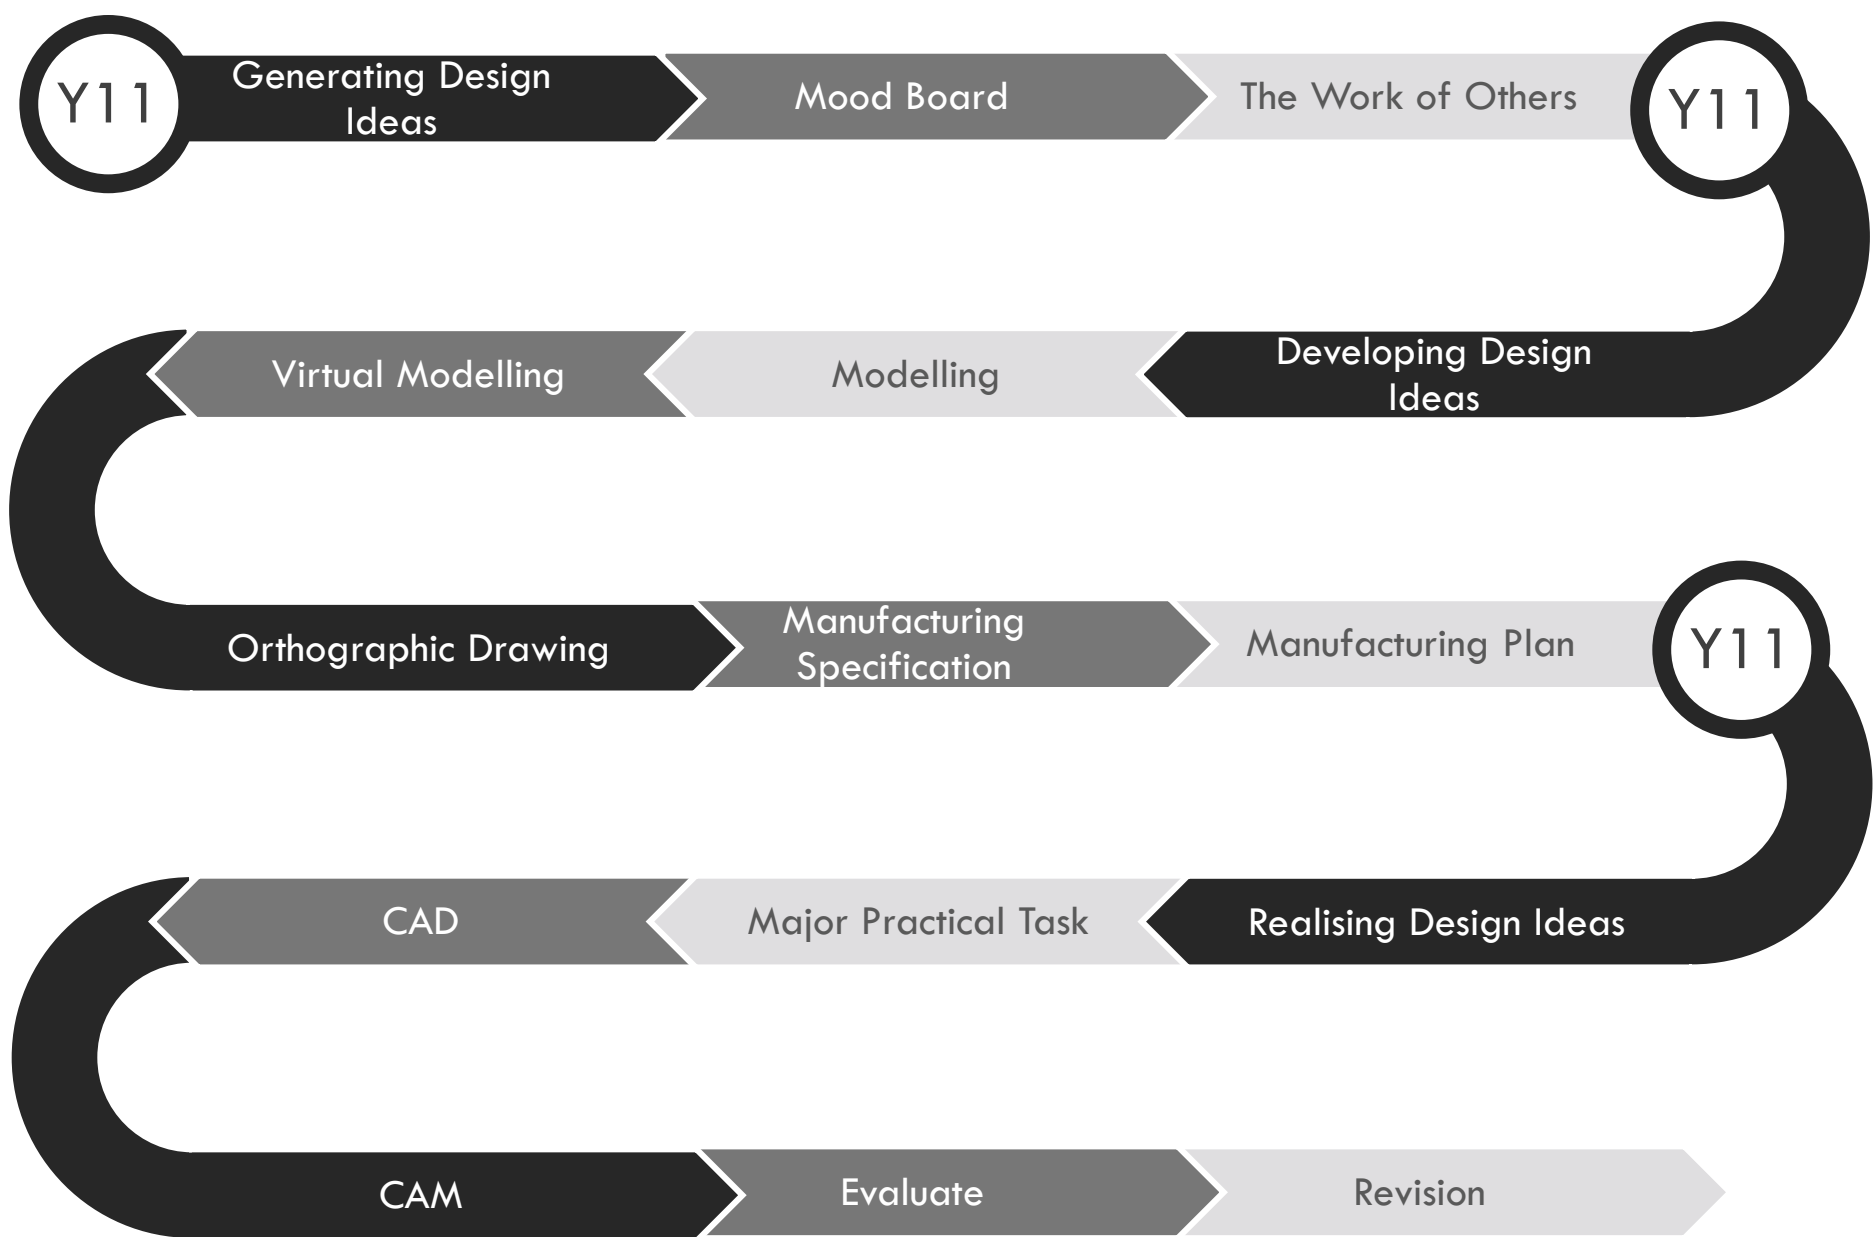 Y11
Generating Design
Ideas
Mood Board
The Work of Others
Y11
Developing Design
Ideas
Modelling
Virtual Modelling
Orthographic Drawing
Manufacturing
Specification
Manufacturing Plan
Y11
Realising Design Ideas
Major Practical Task
CAD
CAM
Evaluate
Revision